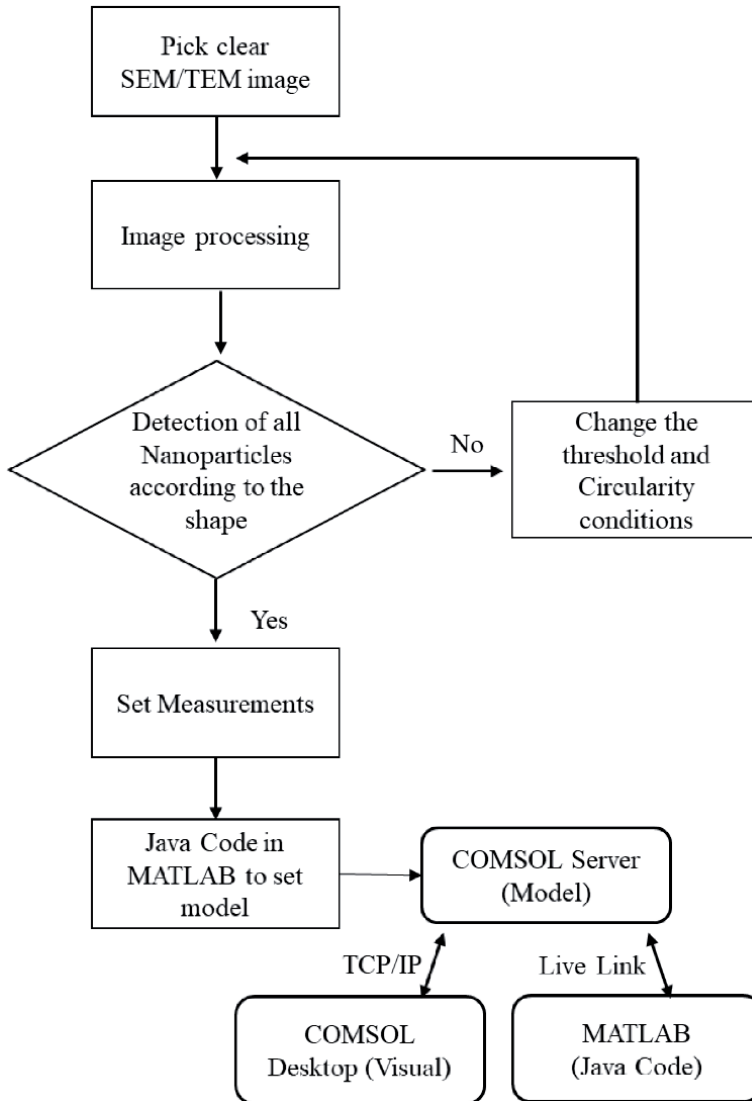 Pick clear
SEM/TEM image
Image processing
Detection of all
Nanoparticles
according to the
shape
No
Change the
threshold and
Circularity
conditions
Yes
Set Measurements
Java Code in
MATLAB to set
model
COMSOL Server
(Model)
TCP/IP
Live Link
COMSOL
Desktop (Visual)
MATLAB
(Java Code)